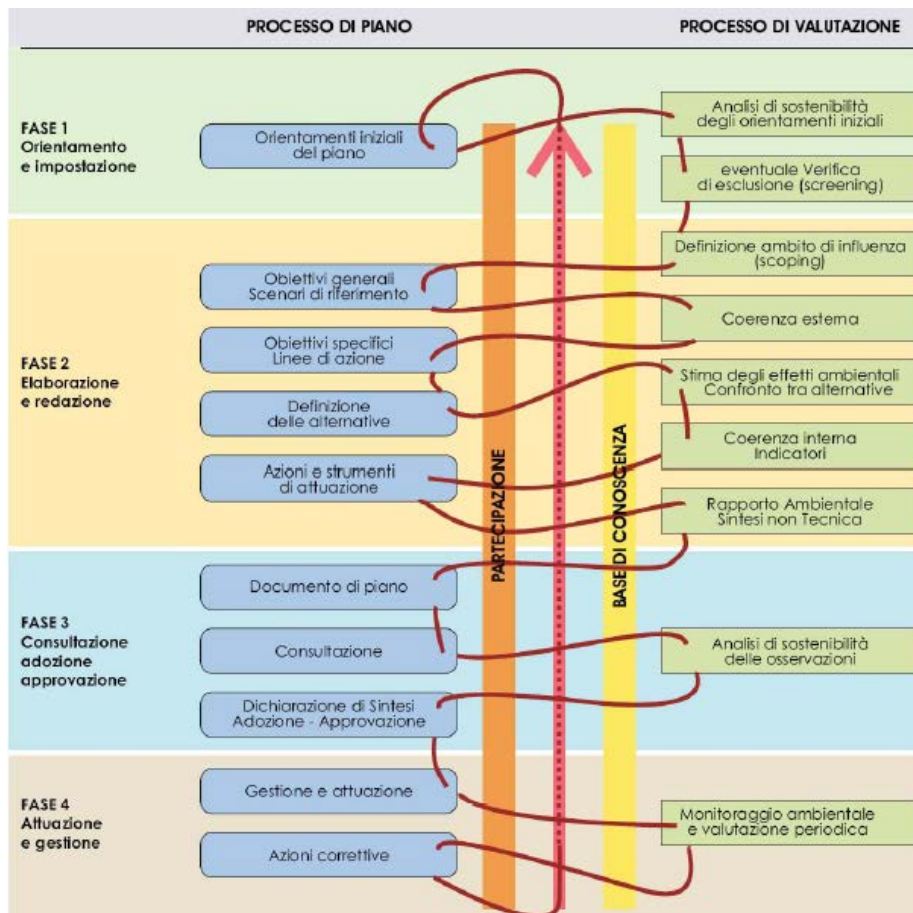 PROCESSO DI PIANO
PROCESSO DI VALUTAZIONE
FASE 1
Orientamento
e impostazione
Orientamenti iniziali
del piano
Analisi di sostenibilità
degli orientamenti iniziali
eventuale Verifica
di esclusione (screening)
FASE 2
Elaborazione
e redazione
Obiettivi generali
Scenari di riferimento
Obiettivi specifici
Linee di azione
Definizione
delle alternative
Azioni e strumenti
di attuazione
Definizione ambito di influenza
(scoping)
Coerenza esterna
Stima degli effetti ambientali
Confronto tra alternative
Coerenza interna
Indicatori
Rapporto Ambientale
Sintesi non Tecnica
PARTECIPAZIONE
BASE DI CONOSCENZA
FASE 3
Consultazione
adozione
approvazione
Documento di piano
Consultazione
Dichiarazione di Sintesi
Adozione - Approvazione
Analisi di sostenibilità
delle osservazioni
FASE 4
Attuazione
e gestione
Gestione e attuazione
Azioni correttive
Monitoraggio ambientale
e valutazione periodica